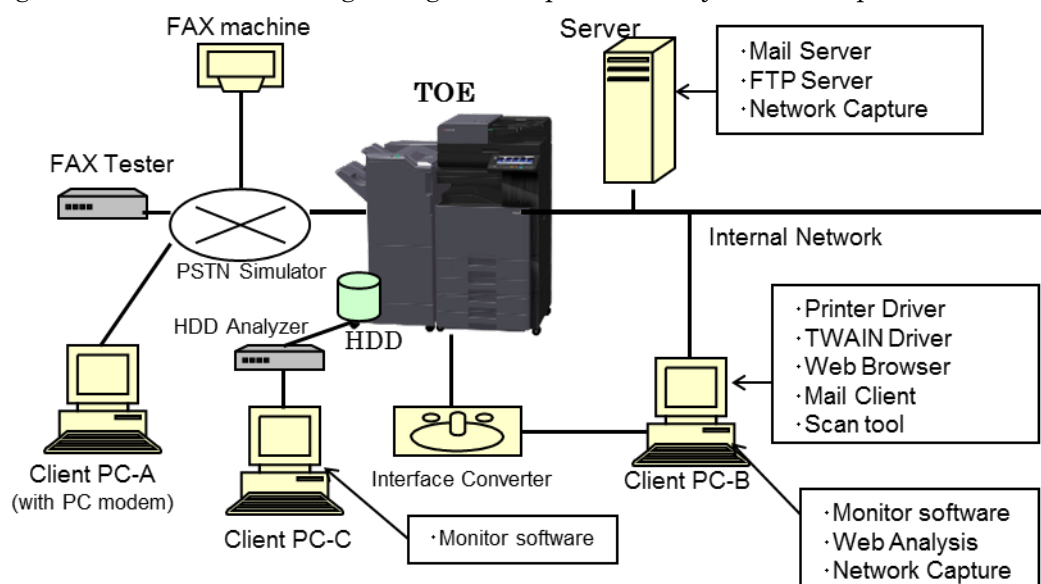 FAX machine
Server
・Mail Server
・FTP Server
・Network Capture
TOE
FAX Tester
PSTN Simulator
Internal Network
HDD Analyzer
HDD
・Printer Driver
・TWAIN Driver
・Web Browser
・Mail Client
・Scan tool
Client PC-A
(with PC modem)
Interface Converter
Client PC-B
Client PC-C
・Monitor software
・Monitor software
・Web Analysis
・Network Capture